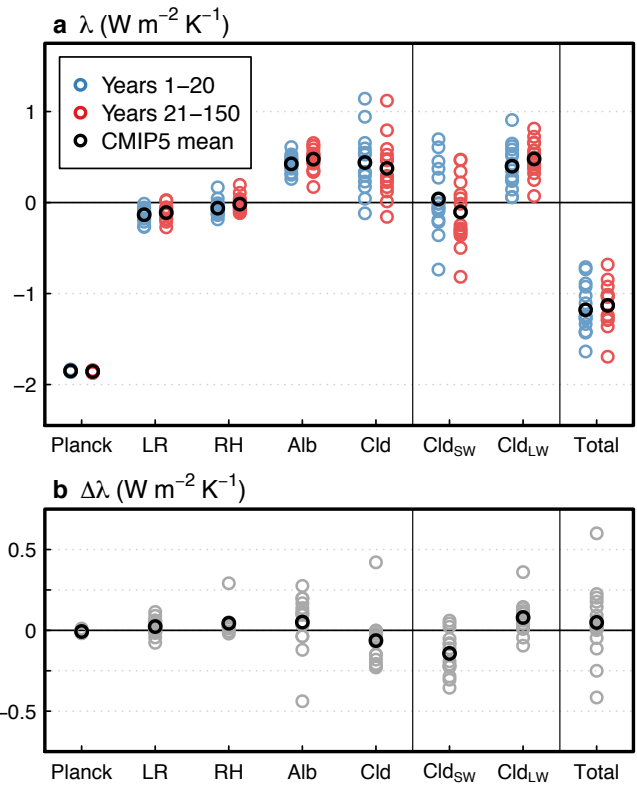 a λ (W m⁻² K⁻¹)
Years 1−20
Years 21−150
CMIP5 mean
1
0
−1
−2
Planck LR RH Alb Cld Cld_SW Cld_LW Total
b Δλ (W m⁻² K⁻¹)
0.5
0
−0.5
Planck LR RH Alb Cld Cld_SW Cld_LW Total